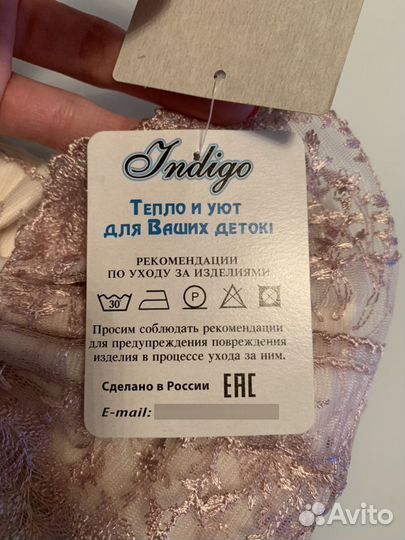 Indigo
Тепло и уют
для Ваших деток!
РЕКОМЕНДАЦИИ
ПО УХОДУ ЗА ИЗДЕЛИЯМИ
30° P
Просим соблюдать рекомендации
для предупреждения повреждения
изделия в процессе ухода за ним.
Сделано в России EAC
E-mail:
Avito